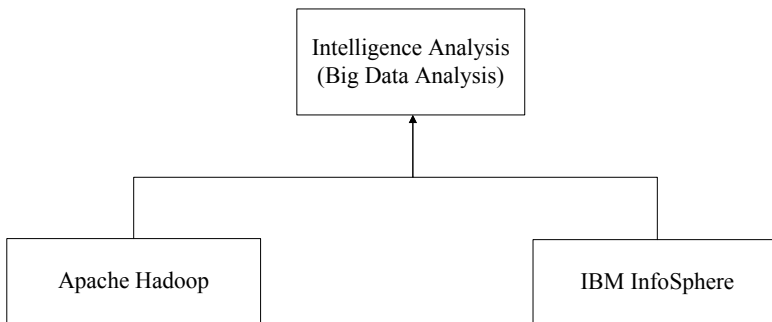 Intelligence Analysis
(Big Data Analysis)
Apache Hadoop
IBM InfoSphere